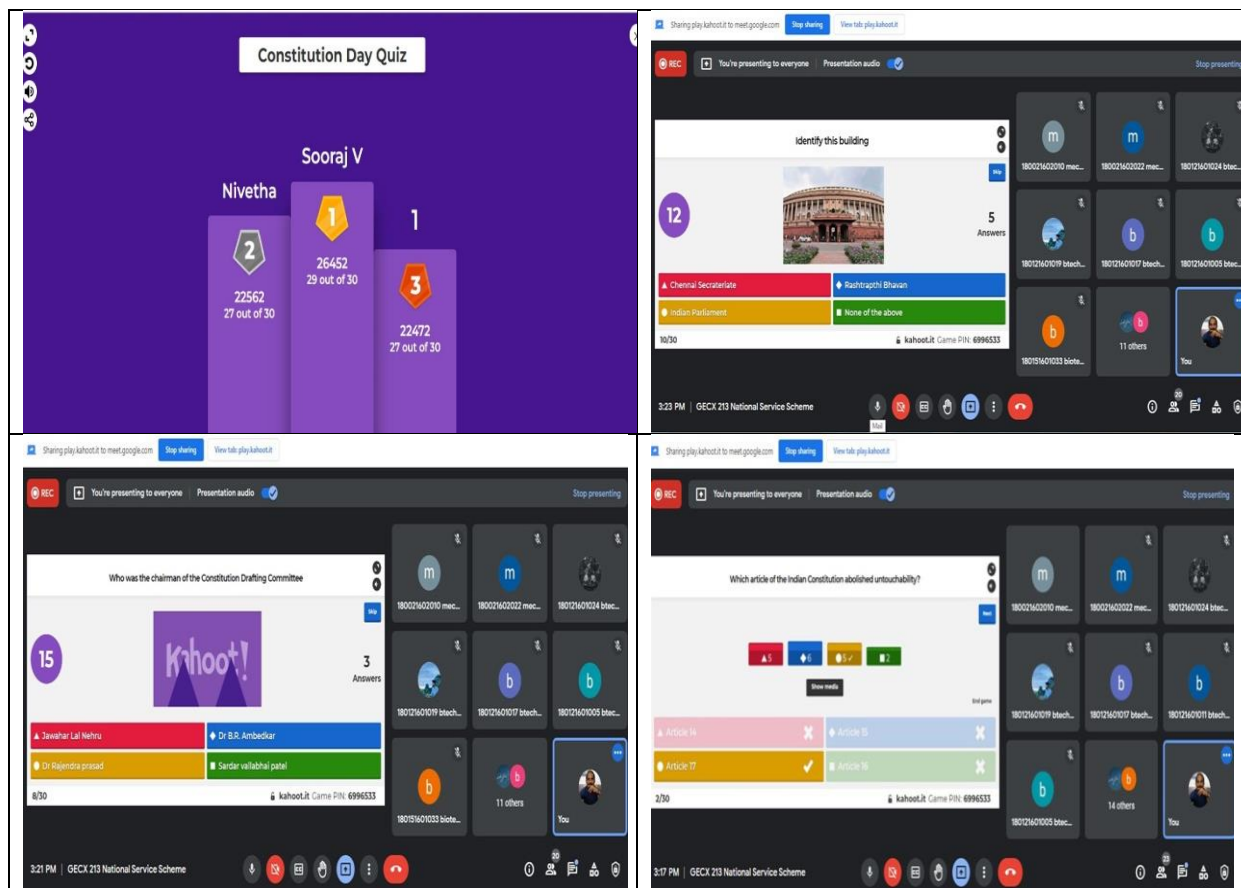 Constitution Day Quiz
Sooraj V
Nivetha
1
1
2
3
26452
29 out of 30
22562
27 out of 30
22472
27 out of 30
Sharing play.kahoot.it to meet.google.com Stop sharing View tab: play.kahoot.it
REC You're presenting to everyone Presentation audio Stop presenting
Identify this building
Skip
12
5
Answers
Chennai Secrateriate
Rashtrapthi Bhavan
Indian Parliament
None of the above
10/30
kahoot.it Game PIN: 6996533
m
m
180021602010 mec...
180021602022 mec...
180121601024 btec...
b
b
180121601019 btech...
180121601017 btech...
180121601005 btec...
b
b
180151601033 biote...
11 others
You
3:23 PM | GECX 213 National Service Scheme
20
Sharing play.kahoot.it to meet.google.com Stop sharing View tab: play.kahoot.it
REC You're presenting to everyone Presentation audio Stop presenting
Who was the chairman of the Constitution Drafting Committee
Skip
15
Kahoot!
3
Answers
Jawahar Lal Nehru
Dr B.R. Ambedkar
Dr Rajendra prasad
Sardar vallabhai patel
8/30
kahoot.it Game PIN: 6996533
m
m
180021602010 mec...
180021602022 mec...
180121601024 btec...
b
b
180121601019 btech...
180121601017 btech...
180121601005 btec...
b
b
180151601033 biote...
11 others
You
3:21 PM | GECX 213 National Service Scheme
20
Sharing play.kahoot.it to meet.google.com Stop sharing View tab: play.kahoot.it
REC You're presenting to everyone Presentation audio Stop presenting
Which article of the Indian Constitution abolished untouchability?
Next
5
6
5
2
Show media
End game
Article 14
Article 15
Article 17
Article 16
2/30
kahoot.it Game PIN: 6996533
m
m
180021602010 mec...
180021602022 mec...
180121601024 btec...
b
b
180121601019 btech...
180121601017 btech...
180121601011 btech...
b
b
180121601005 btec...
14 others
You
3:17 PM | GECX 213 National Service Scheme
23